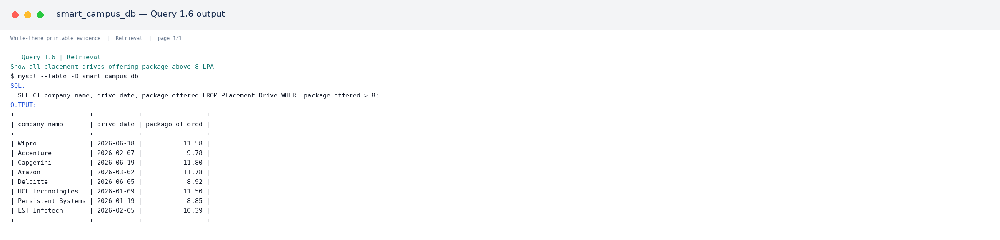 smart_campus_db — Query 1.6 output
White-theme printable evidence  |  Retrieval  |  page 1/1
-- Query 1.6 | Retrieval
Show all placement drives offering package above 8 LPA
$ mysql --table -D smart_campus_db
SQL:
  SELECT company_name, drive_date, package_offered FROM Placement_Drive WHERE package_offered > 8;
OUTPUT:
+--------------------+------------+-----------------+
| company_name       | drive_date | package_offered |
+--------------------+------------+-----------------+
| Wipro              | 2026-06-18 |           11.58 |
| Accenture          | 2026-02-07 |            9.78 |
| Capgemini          | 2026-06-19 |           11.80 |
| Amazon             | 2026-03-02 |           11.78 |
| Deloitte           | 2026-06-05 |            8.92 |
| HCL Technologies   | 2026-01-09 |           11.50 |
| Persistent Systems | 2026-01-19 |            8.85 |
| L&T Infotech       | 2026-02-05 |           10.39 |
+--------------------+------------+-----------------+